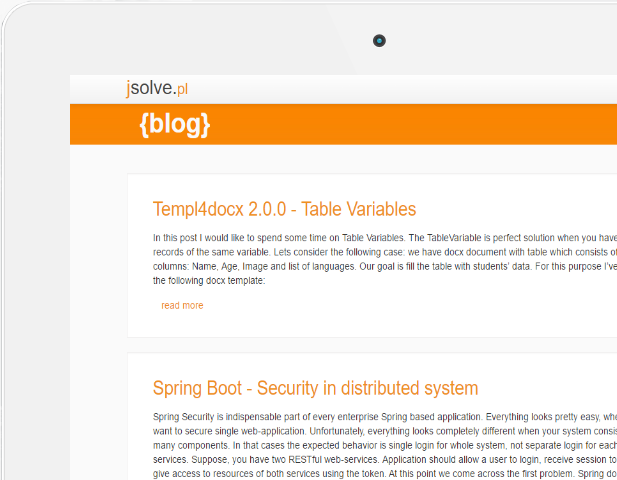 jsolve.pl
{blog}
Templ4docx 2.0.0 - Table Variables
In this post I would like to spend some time on Table Variables. The TableVariable is perfect solution when you have
records of the same variable. Lets consider the following case: we have docx document with table which consists of
columns: Name, Age, Image and list of languages. Our goal is fill the table with students' data. For this purpose I've
the following docx template:
read more
Spring Boot - Security in distributed system
Spring Security is indispensable part of every enterprise Spring based application. Everything looks pretty easy, whe
want to secure single web-application. Unfortunately, everything looks completely different when your system consis
many components. In that cases the expected behavior is single login for whole system, not separate login for each
services. Suppose, you have two RESTful web-services. Application should allow a user to login, receive session to
give access to resources of both services using the token. At this point we come across the first problem. Spring do